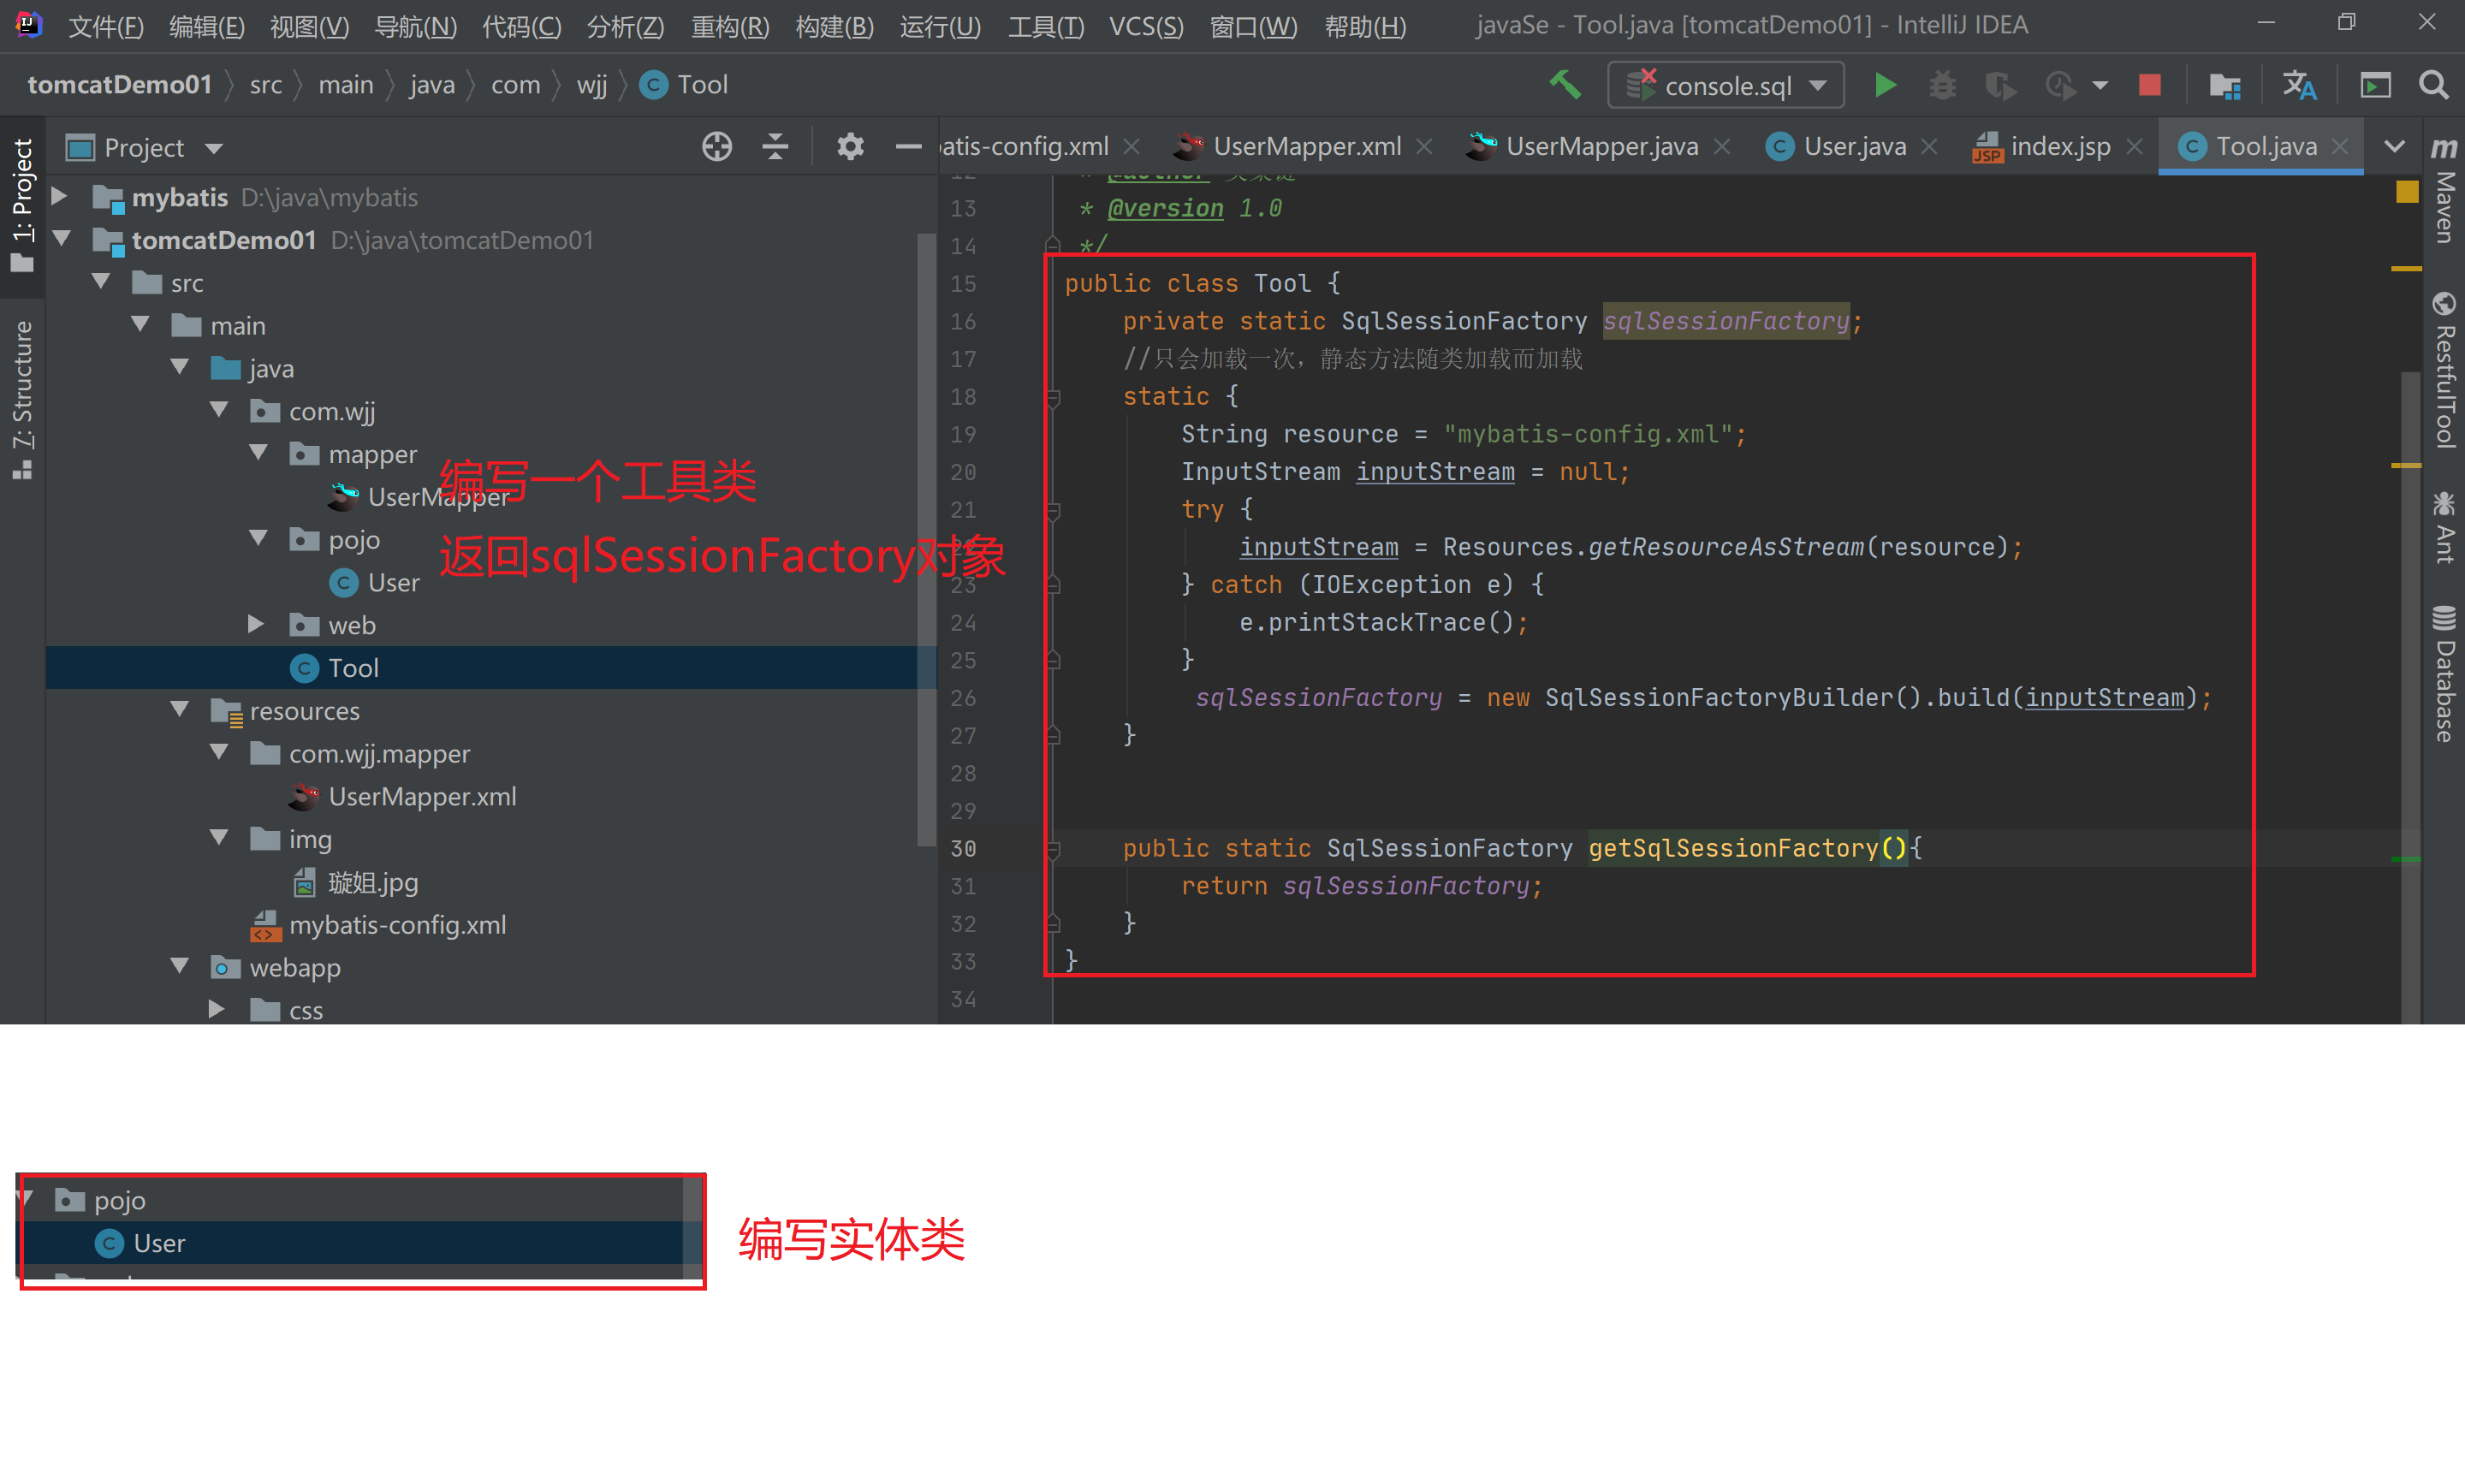 文件(F) 编辑(E) 视图(V) 导航(N) 代码(C) 分析(Z) 重构(R) 构建(B) 运行(U) 工具(T) VCS(S) 窗口(W) 帮助(H) javaSe - Tool.java [tomcatDemo01] - IntelliJ IDEA
tomcatDemo01 src main java com wjj Tool console.sql
Project
atis-config.xml UserMapper.xml UserMapper.java User.java index.jsp Tool.java
1: Project
7: Structure
mybatis D:\java\mybatis
tomcatDemo01 D:\java\tomcatDemo01
src
main
java
com.wjj
mapper
UserMapper
pojo
User
web
Tool
resources
com.wjj.mapper
UserMapper.xml
img
璇姐.jpg
mybatis-config.xml
webapp
css
编写一个工具类
返回sqlSessionFactory对象
12 * @author
13 * @version 1.0
14 */
15 public class Tool {
16 private static SqlSessionFactory sqlSessionFactory;
17 //只会加载一次，静态方法随类加载而加载
18 static {
19 String resource = "mybatis-config.xml";
20 InputStream inputStream = null;
21 try {
inputStream = Resources.getResourceAsStream(resource);
23 } catch (IOException e) {
24 e.printStackTrace();
25 }
26 sqlSessionFactory = new SqlSessionFactoryBuilder().build(inputStream);
27 }
28
29
30 public static SqlSessionFactory getSqlSessionFactory(){
31 return sqlSessionFactory;
32 }
33 }
34
m Maven
RestfulTool
Ant
Database
pojo
User
编写实体类